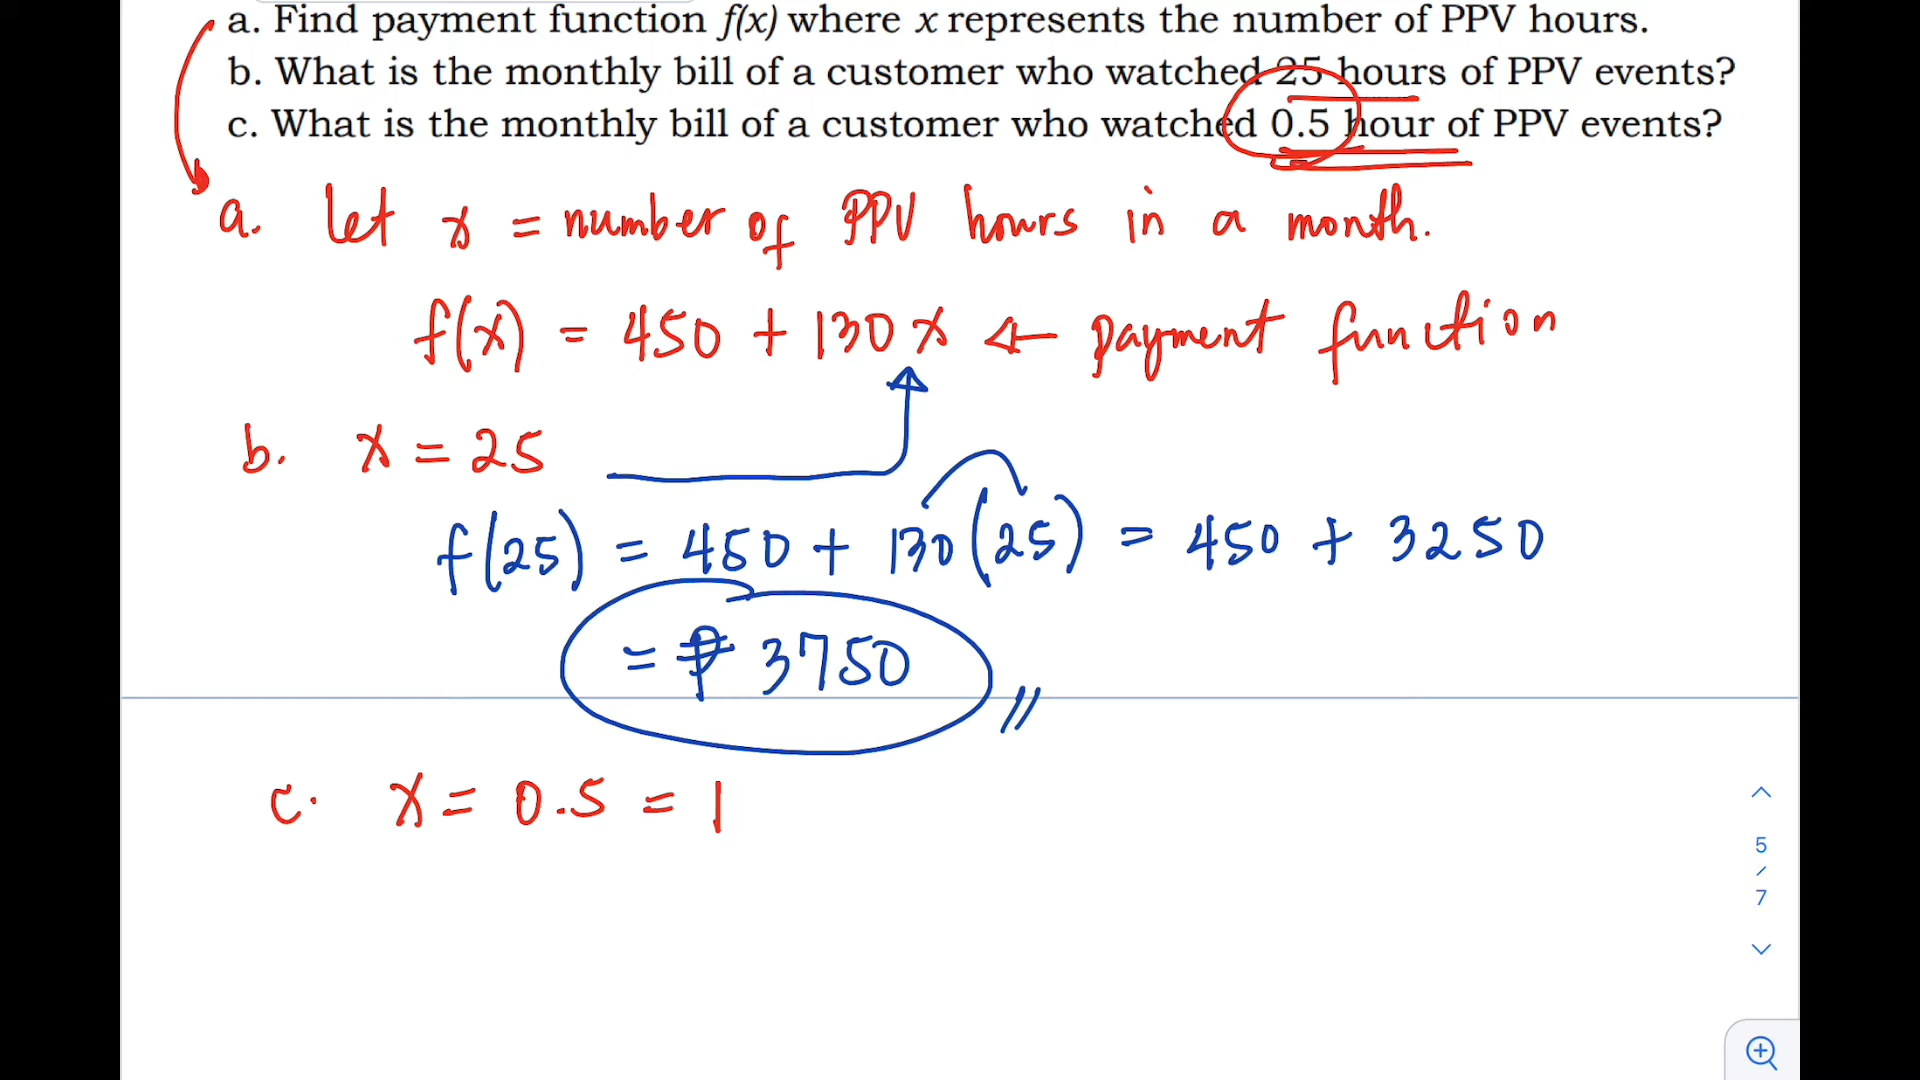 a. Find payment function f(x) where x represents the number of PPV hours.
b. What is the monthly bill of a customer who watched 25 hours of PPV events?
c. What is the monthly bill of a customer who watched 0.5 hour of PPV events?
a. let x = number of PPV hours in a month.
f(x) = 450 + 130x ← payment function
b. x = 25
f(25) = 450 + 130(25) = 450 + 3250
= ₱ 3750 //
c. x = 0.5 = 1
5
/
7